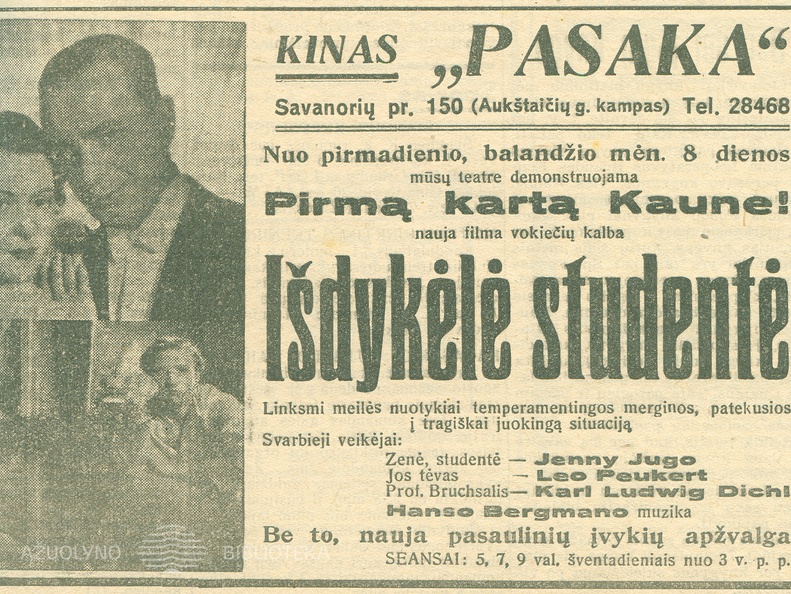 KINAS „PASAKA“
Savanorių pr. 150 (Aukštaičių g. kampas) Tel. 28468
Nuo pirmadienio, balandžio mėn. 8 dienos
mūsų teatre demonstruojama
Pirmą kartą Kaune!
nauja filma vokiečių kalba
Išdykėlė studentė
Linksmi meilės nuotykiai temperamentingos merginos, patekusios
į tragiškai juokingą situaciją
Svarbieji veikėjai:
Zenė, studentė — Jenny Jugo
Jos tėvas — Leo Peukert
Prof. Bruchsalis — Karl Ludwig Diehl
Hanso Bergmano muzika
Be to, nauja pasaulinių įvykių apžvalga
SEANSAI: 5, 7, 9 val. šventadieniais nuo 3 v. p. p.
AZUOLYNO BIBLIOTEKA